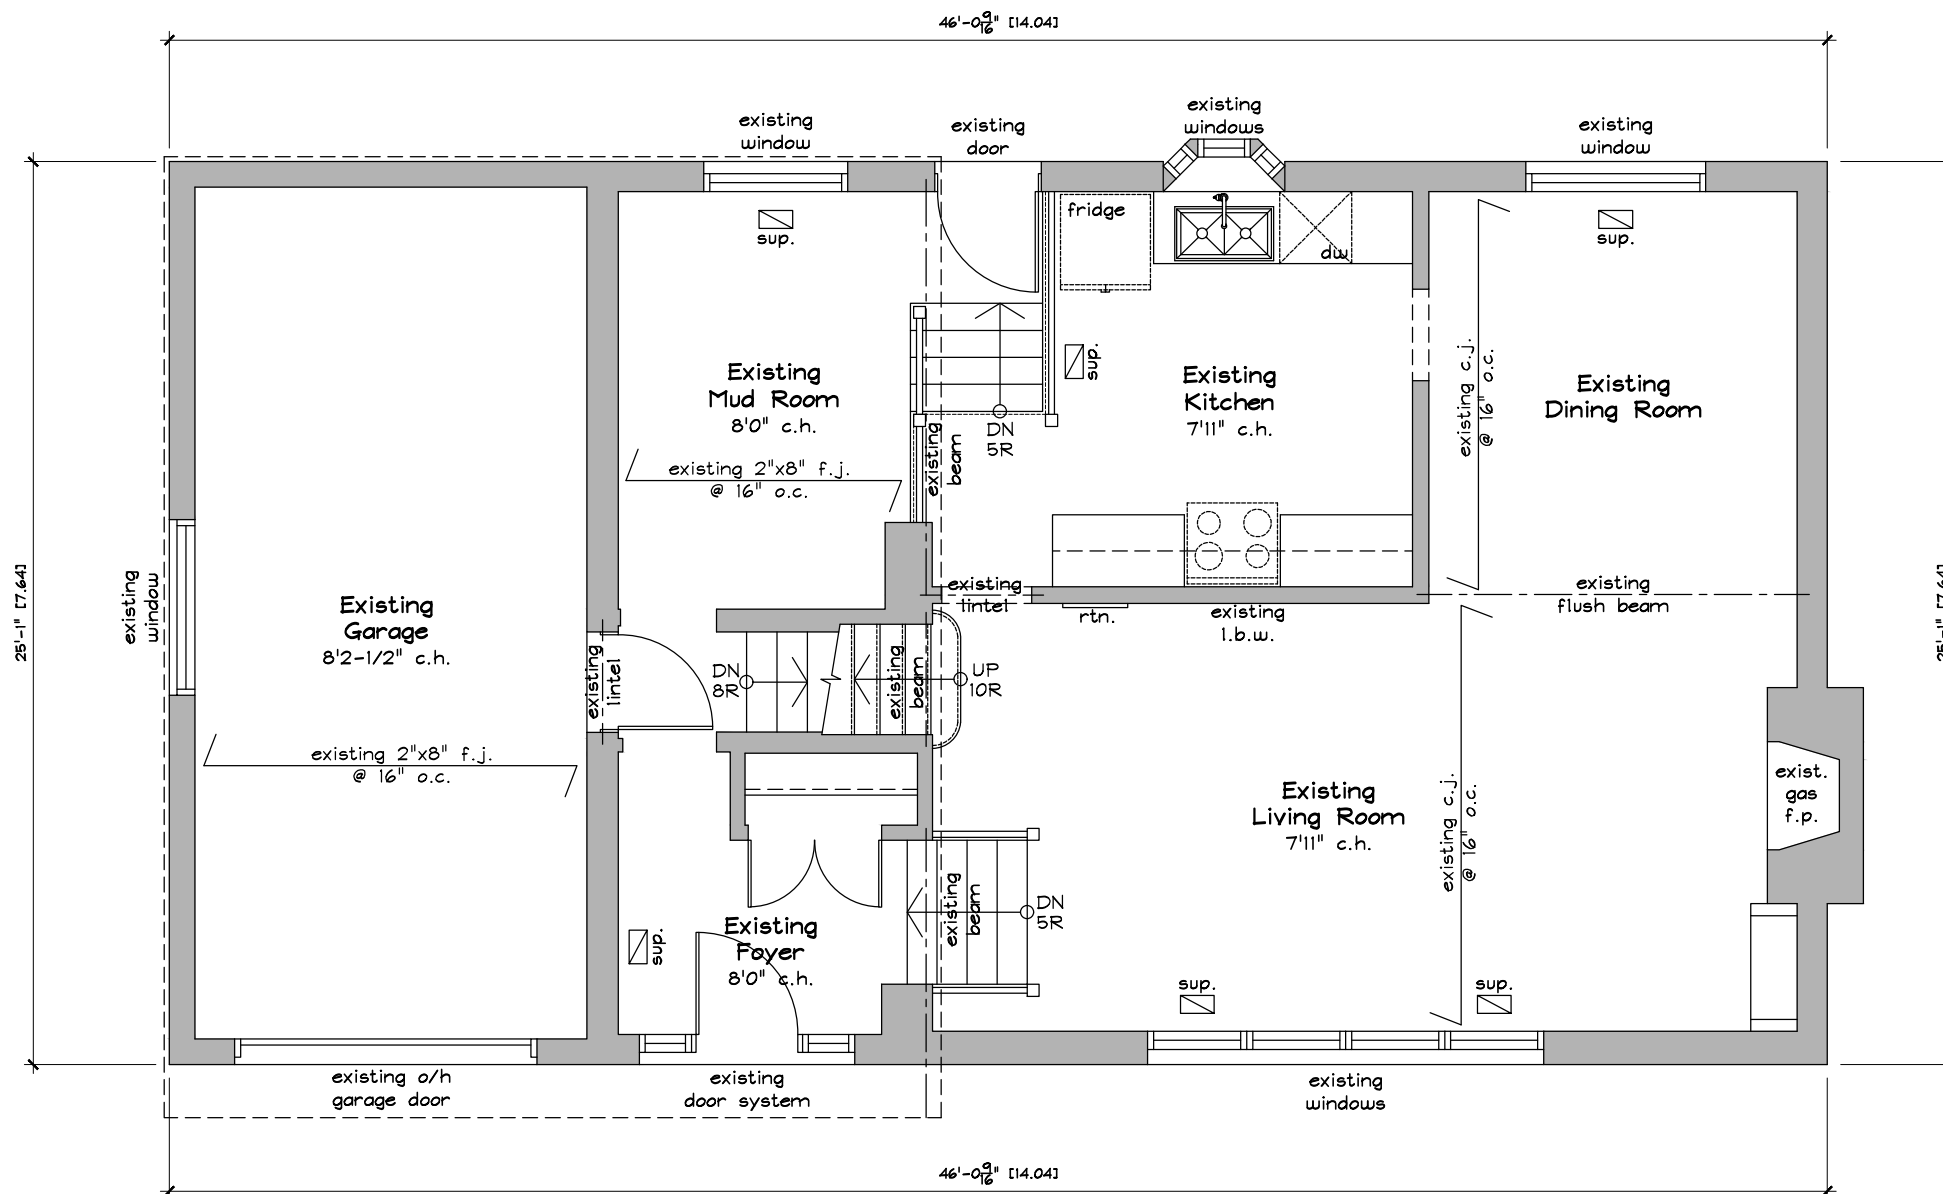 46'-0 9/16" [14.04]
existing
window
existing
door
existing
windows
existing
window
sup.
fridge
dw
sup.
sup.
Existing
Mud Room
8'0" c.h.
existing 2"x8" f.j.
@ 16" o.c.
DN
5R
existing
beam
Existing
Kitchen
7'11" c.h.
existing c.j.
@ 16" o.c.
Existing
Dining Room
25'-1" [7.64]
existing
window
Existing
Garage
8'2-1/2" c.h.
existing 2"x8" f.j.
@ 16" o.c.
existing
lintel
DN
8R
existing
beam
UP
10R
existing
lintel
rtn.
existing
l.b.w.
existing
flush beam
25'-1" [7.64]
Existing
Living Room
7'11" c.h.
existing c.j.
@ 16" o.c.
exist.
gas
f.p.
Existing
Foyer
8'0" c.h.
sup.
existing
beam
DN
5R
sup.
sup.
existing o/h
garage door
existing
door system
existing
windows
46'-0 9/16" [14.04]